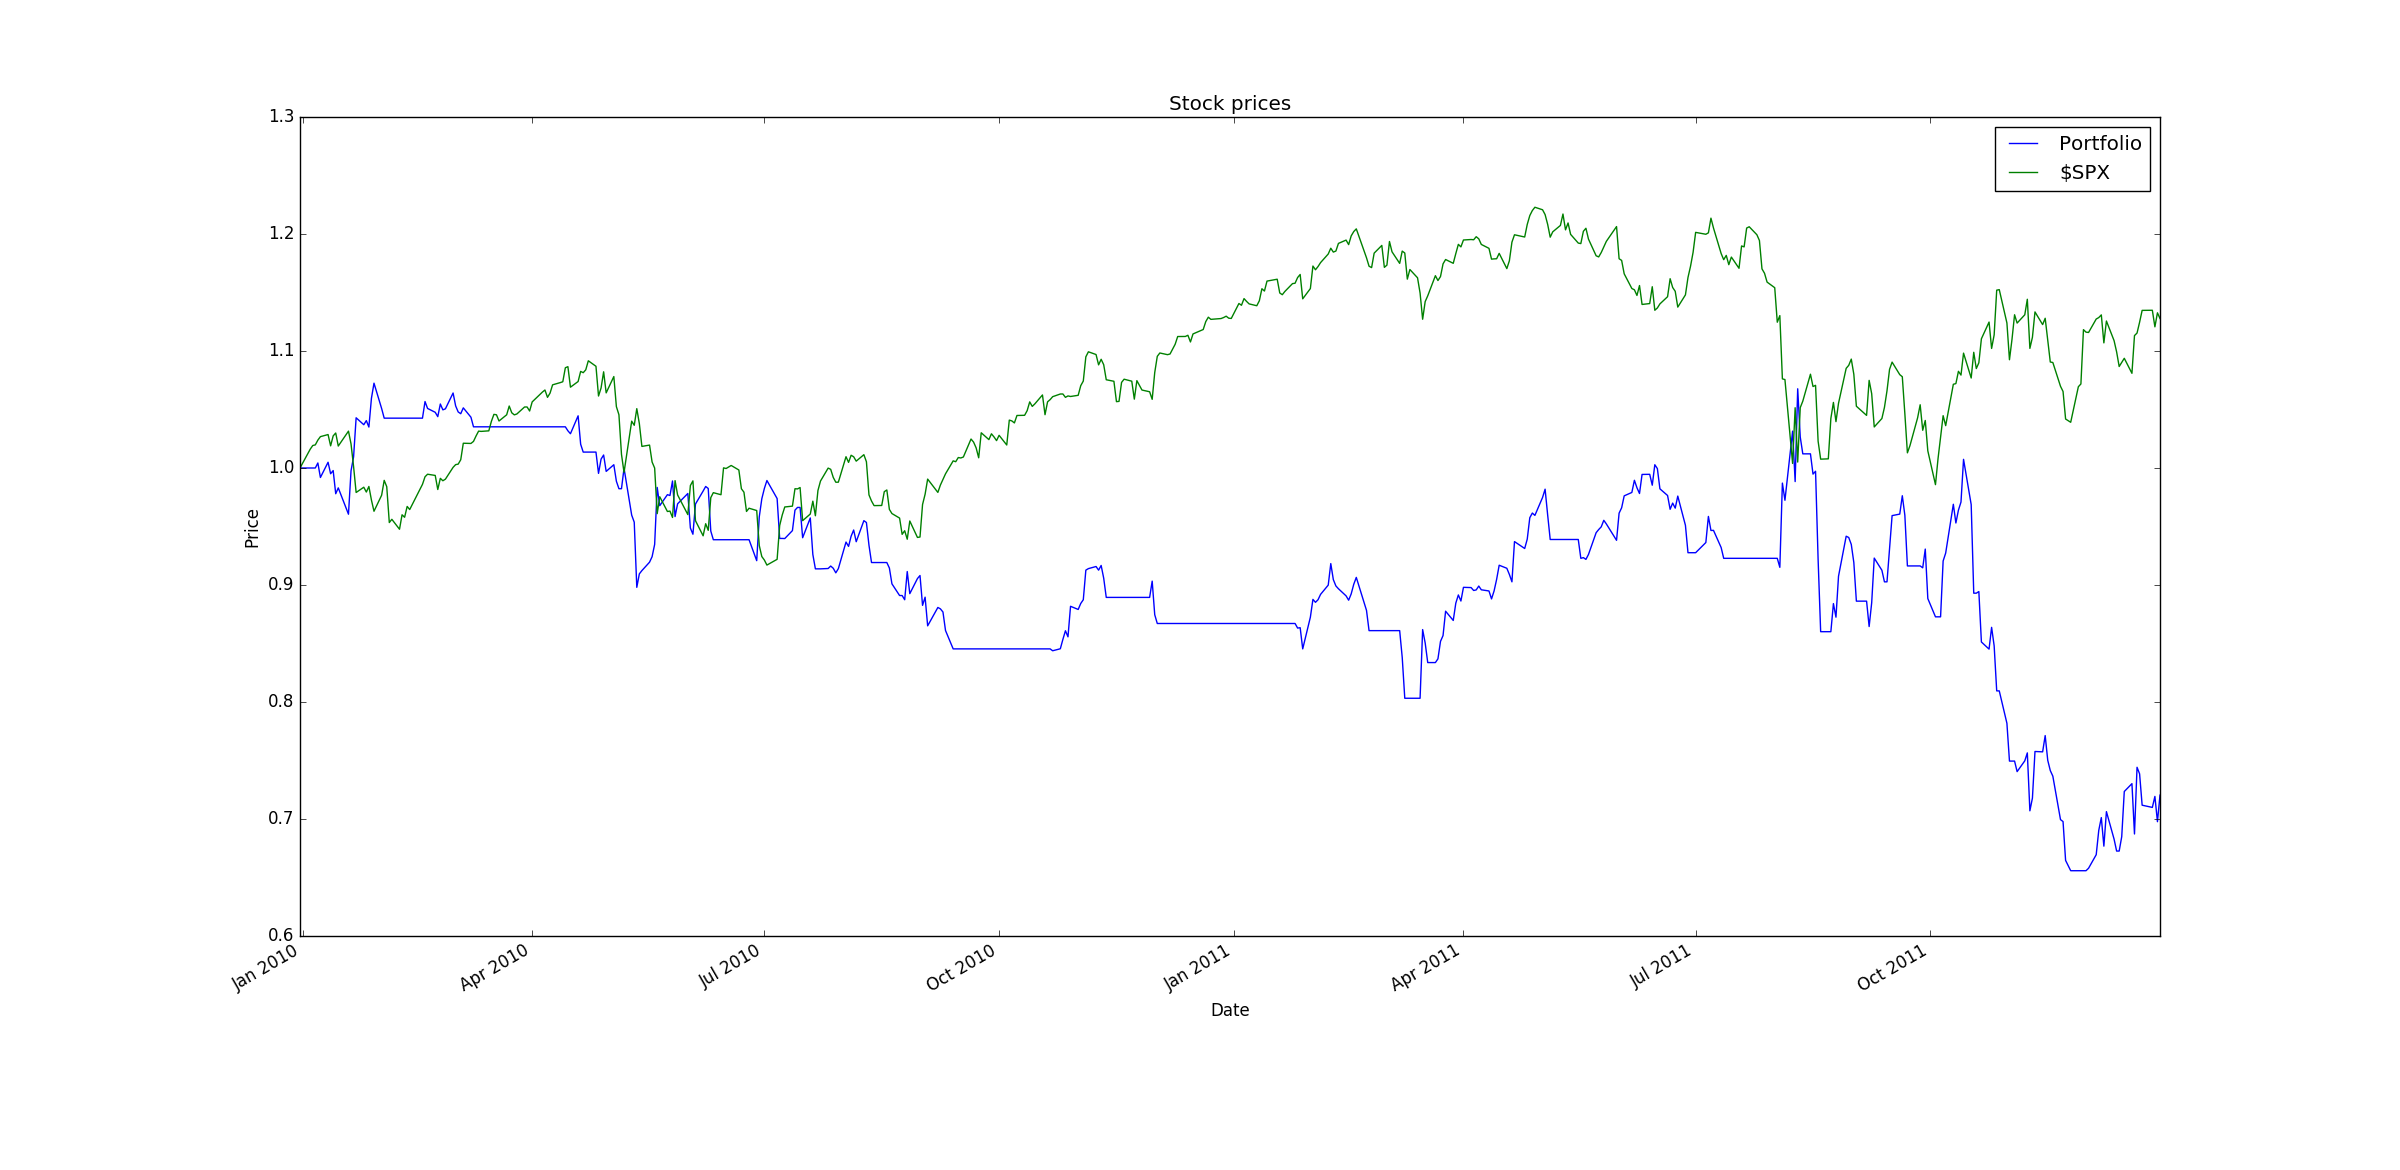 Stock prices
Portfolio
$SPX
1.3
1.2
1.1
1.0
0.9
0.8
0.7
0.6
Price
Jan 2010
Apr 2010
Jul 2010
Oct 2010
Jan 2011
Apr 2011
Jul 2011
Oct 2011
Date